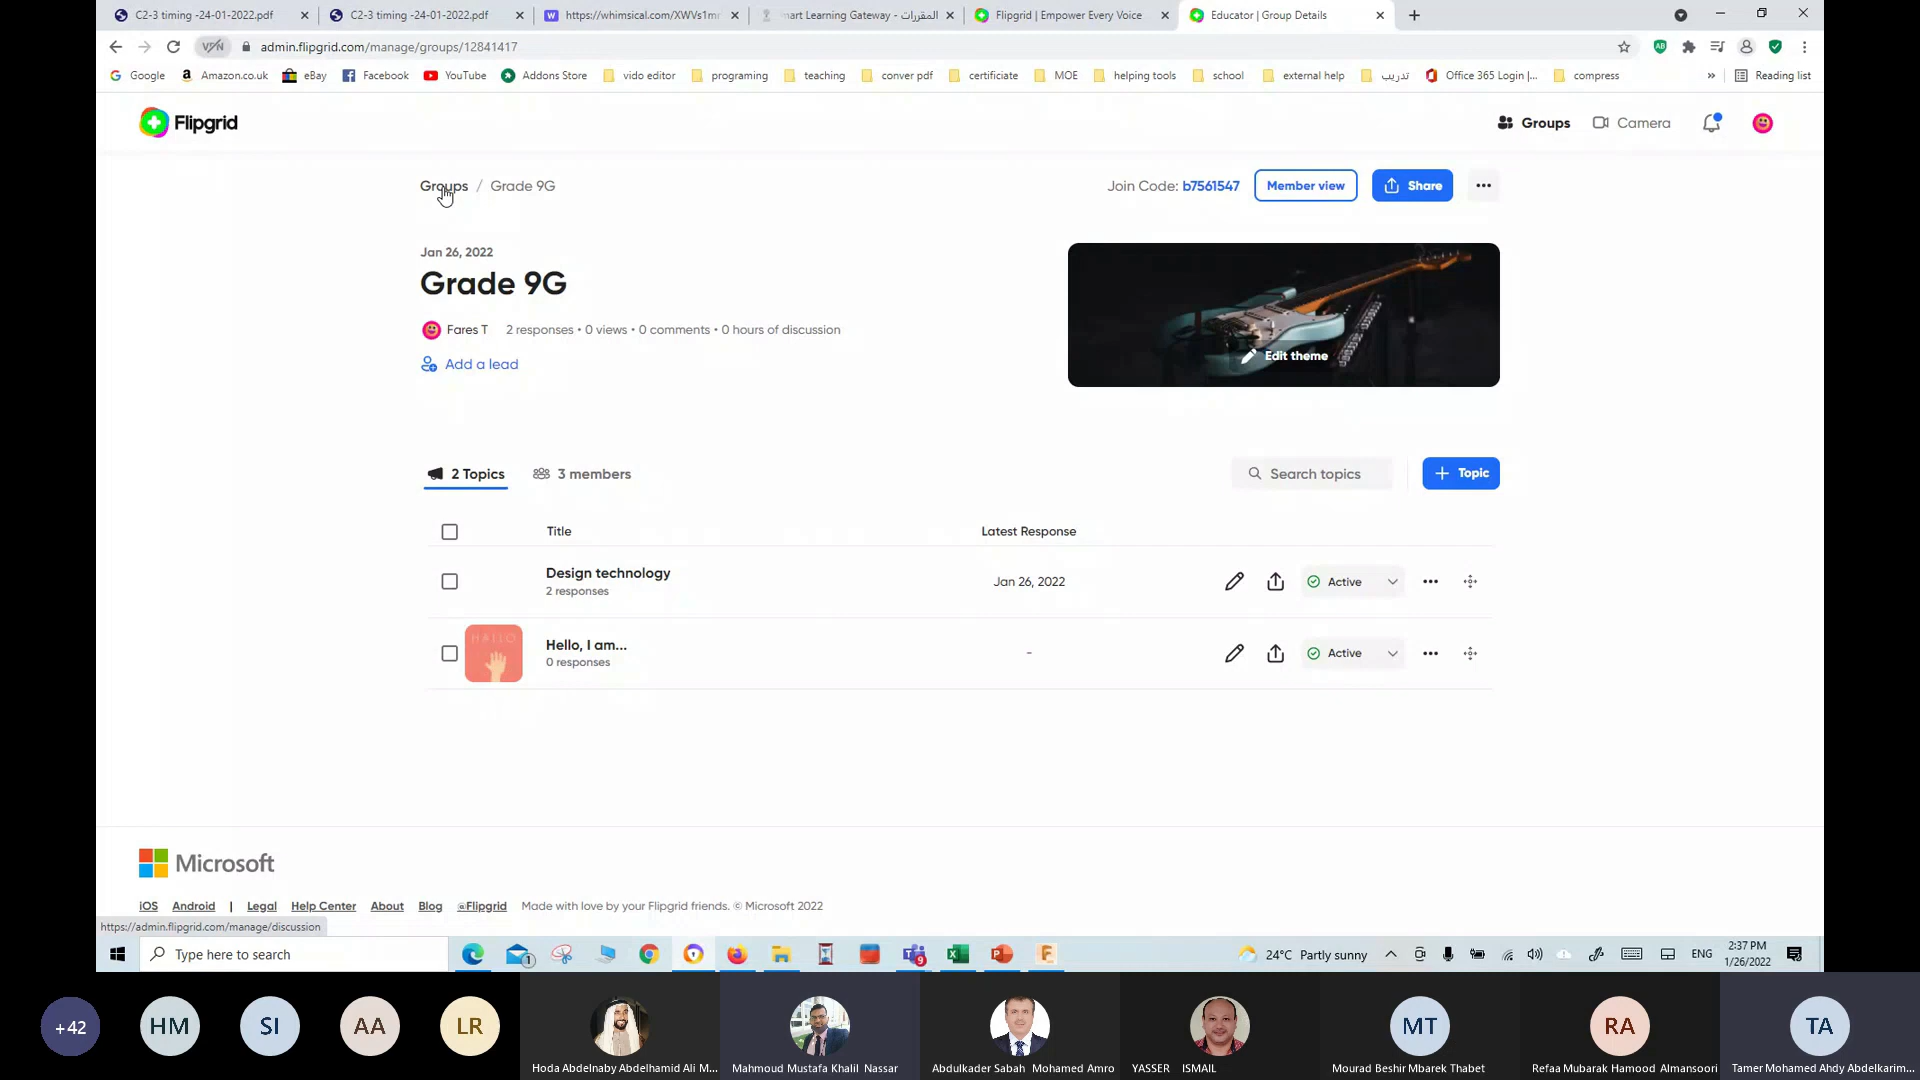 C2-3 timing -24-01-2022.pdf
C2-3 timing -24-01-2022.pdf
https://whimsical.com/XWVs1mr
mart Learning Gateway - المقررات
Flipgrid | Empower Every Voice
Educator | Group Details
VPN
admin.flipgrid.com/manage/groups/12841417
Google
Amazon.co.uk
eBay
Facebook
YouTube
Addons Store
vido editor
programing
teaching
conver pdf
certificiate
MOE
helping tools
school
external help
تدريب
Office 365 Login |...
compress
»
Reading list
Flipgrid
Groups
Camera
Groups / Grade 9G
Join Code: b7561547
Member view
Share
Jan 26, 2022
Grade 9G
Fares T
2 responses • 0 views • 0 comments • 0 hours of discussion
Add a lead
Edit theme
2 Topics
3 members
Search topics
+ Topic
Title
Latest Response
Design technology
2 responses
Jan 26, 2022
Active
HELLO
Hello, I am...
0 responses
-
Active
Microsoft
iOS
Android
|
Legal
Help Center
About
Blog
@Flipgrid
Made with love by your Flipgrid friends. © Microsoft 2022
https://admin.flipgrid.com/manage/discussion
Type here to search
1
9
24°C Partly sunny
ENG
2:37 PM
1/26/2022
+42
HM
SI
AA
LR
MT
RA
TA
Hoda Abdelnaby Abdelhamid Ali M...
Mahmoud Mustafa Khalil Nassar
Abdulkader Sabah Mohamed Amro
YASSER ISMAIL
Mourad Beshir Mbarek Thabet
Refaa Mubarak Hamood Almansoori
Tamer Mohamed Ahdy Abdelkarim...